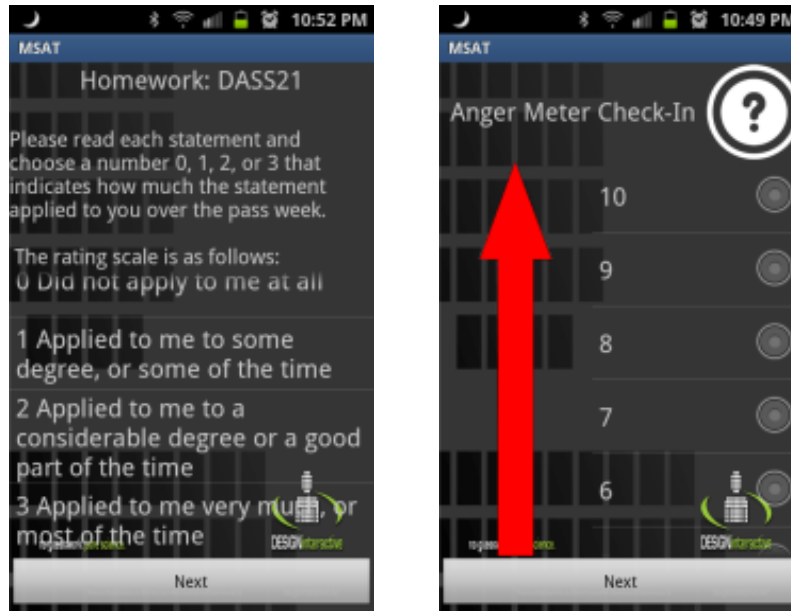 10:52 PM
MSAT
Homework: DASS21
Please read each statement and
choose a number 0, 1, 2, or 3 that
indicates how much the statement
applied to you over the pass week.
The rating scale is as follows:
0 Did not apply to me at all
1 Applied to me to some
degree, or some of the time
2 Applied to me to a
considerable degree or a good
part of the time
3 Applied to me very much, or
most of the time
DESIGNinteractive
Next
10:49 PM
MSAT
Anger Meter Check-In
?
10
9
8
7
6
DESIGNinteractive
Next